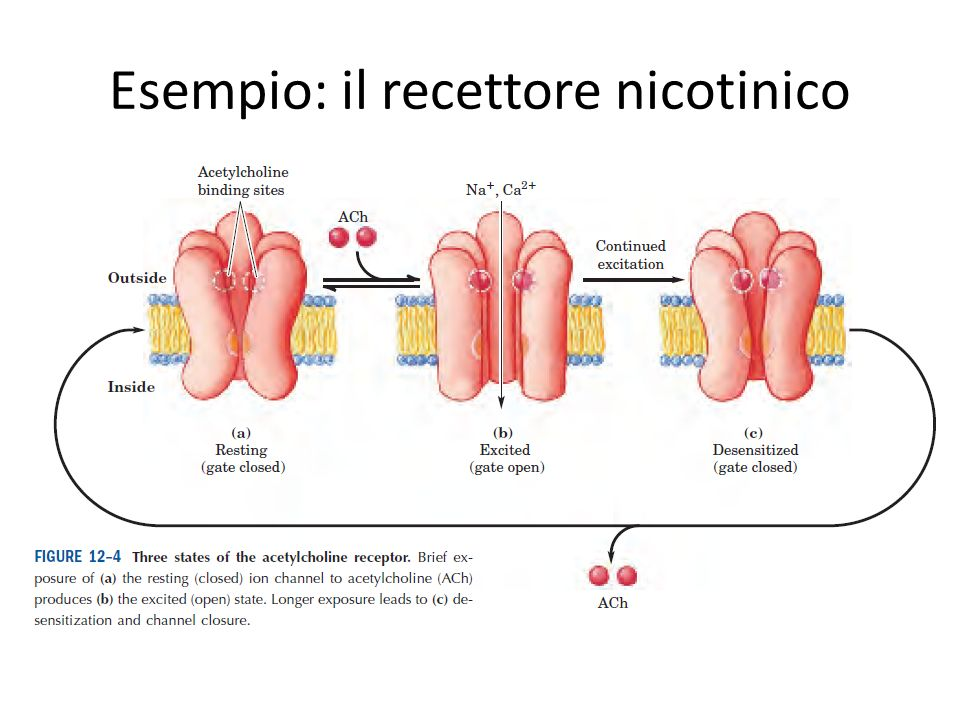 Esempio: il recettore nicotinico
Acetylcholine
binding sites
ACh
Na⁺, Ca²⁺
Continued
excitation
Outside
Inside
(a)
Resting
(gate closed)
(b)
Excited
(gate open)
(c)
Desensitized
(gate closed)
ACh
FIGURE 12–4 Three states of the acetylcholine receptor. Brief ex-
posure of (a) the resting (closed) ion channel to acetylcholine (ACh)
produces (b) the excited (open) state. Longer exposure leads to (c) de-
sensitization and channel closure.